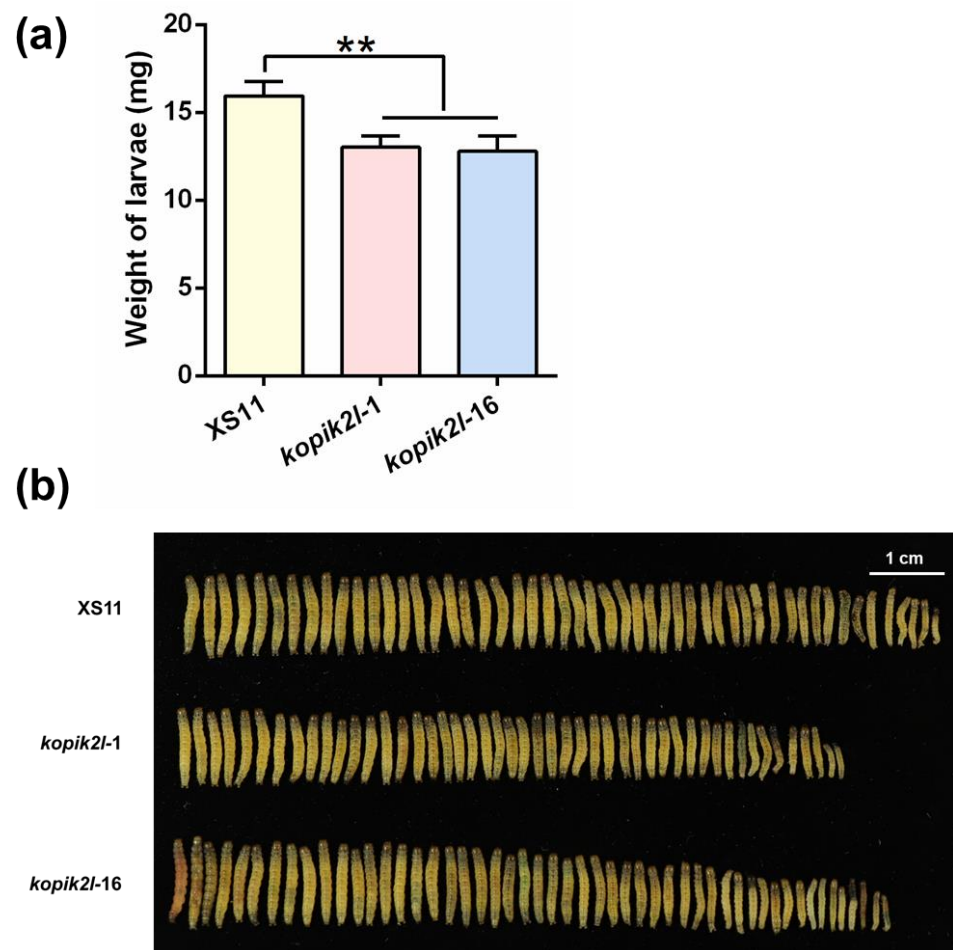 (a)
20
**
15
10
5
0
Weight of larvae (mg)
XS11
kopik2l-1
kopik2l-16
(b)
1 cm
XS11
kopik2l-1
kopik2l-16